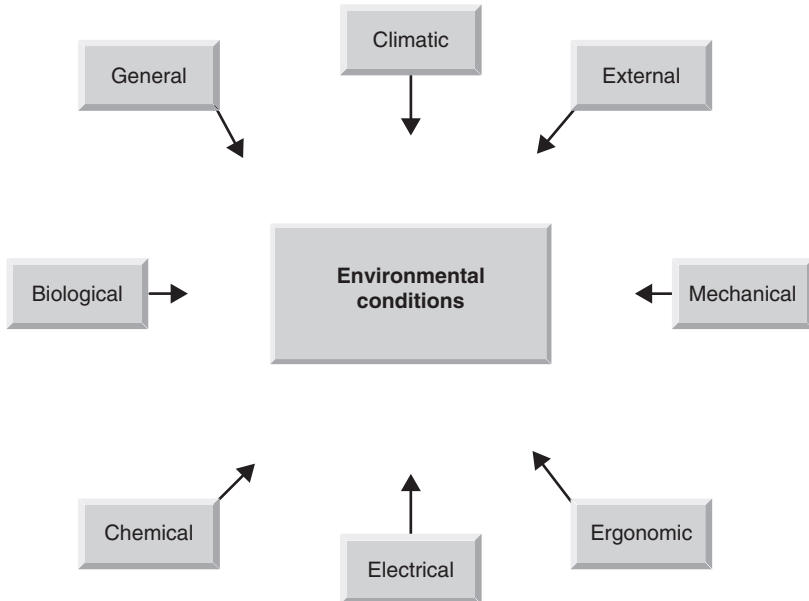 Climatic
General
External
Environmental
conditions
Biological
Mechanical
Chemical
Ergonomic
Electrical